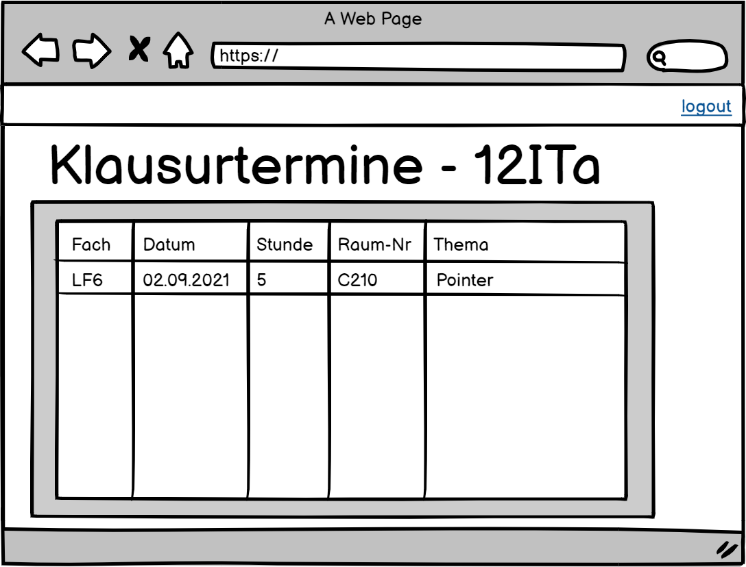 A Web Page
https://
logout
Klausurtermine - 12ITa
Fach Datum Stunde Raum-Nr Thema
LF6 02.09.2021 5 C210 Pointer